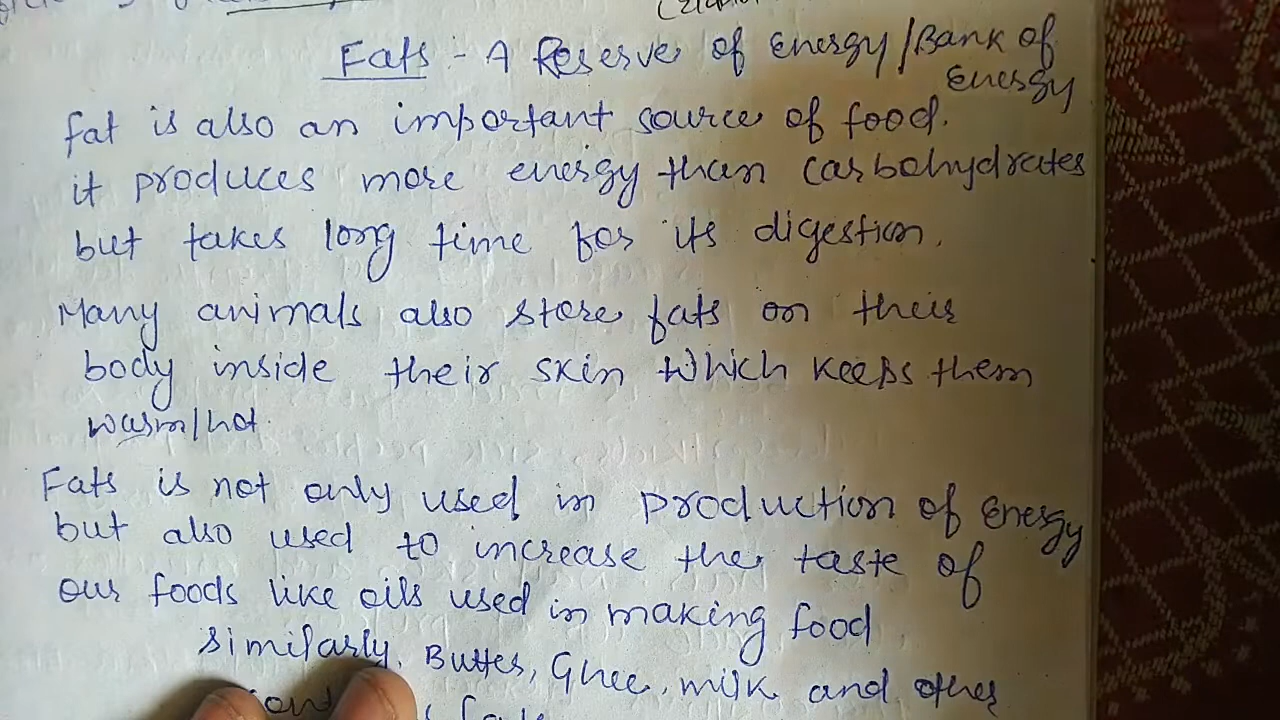 Fats :- A Reserve of Energy/Bank of
Energy
fat is also an important source of food.
it produces more energy than carbohydrates
but takes long time for its digestion.
Many animals also store fats on their
body inside their skin which keeps them
warm/hot.
Fats is not only used in production of Energy
but also used to increase the taste of
our foods like oils used in making food
Similarly, Butter, Ghee, milk and other